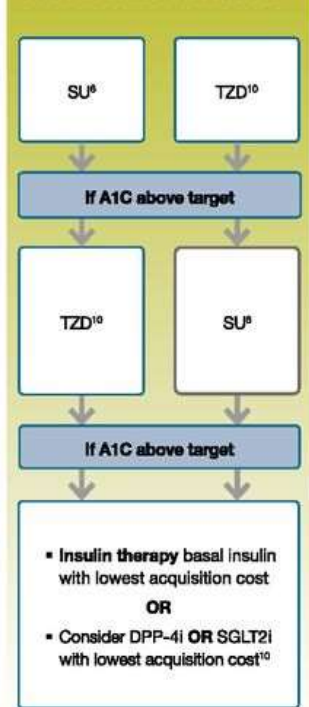 SU⁶ TZD¹⁰
If A1C above target
TZD¹⁰ SU⁶
If A1C above target
▪ Insulin therapy basal insulin
with lowest acquisition cost
OR
▪ Consider DPP-4i OR SGLT2i
with lowest acquisition cost¹⁰